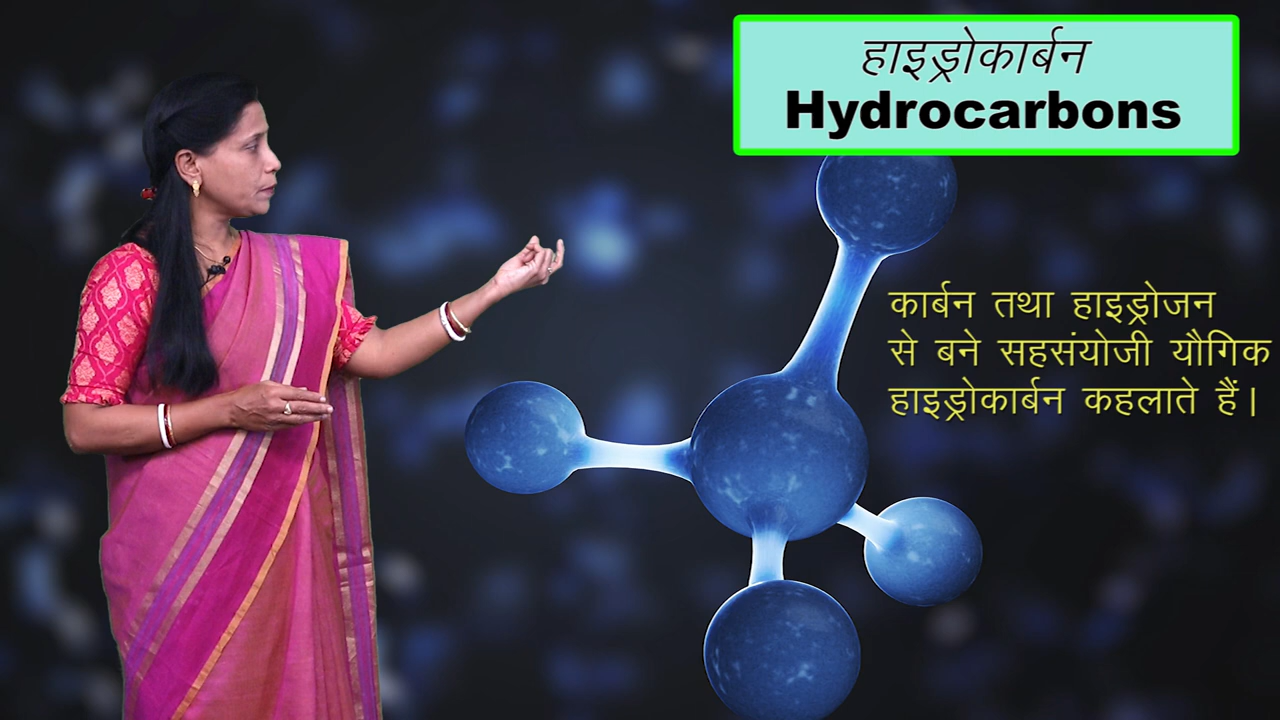 हाइड्रोकार्बन
Hydrocarbons
कार्बन तथा हाइड्रोजन
से बने सहसंयोजी यौगिक
हाइड्रोकार्बन कहलाते हैं।